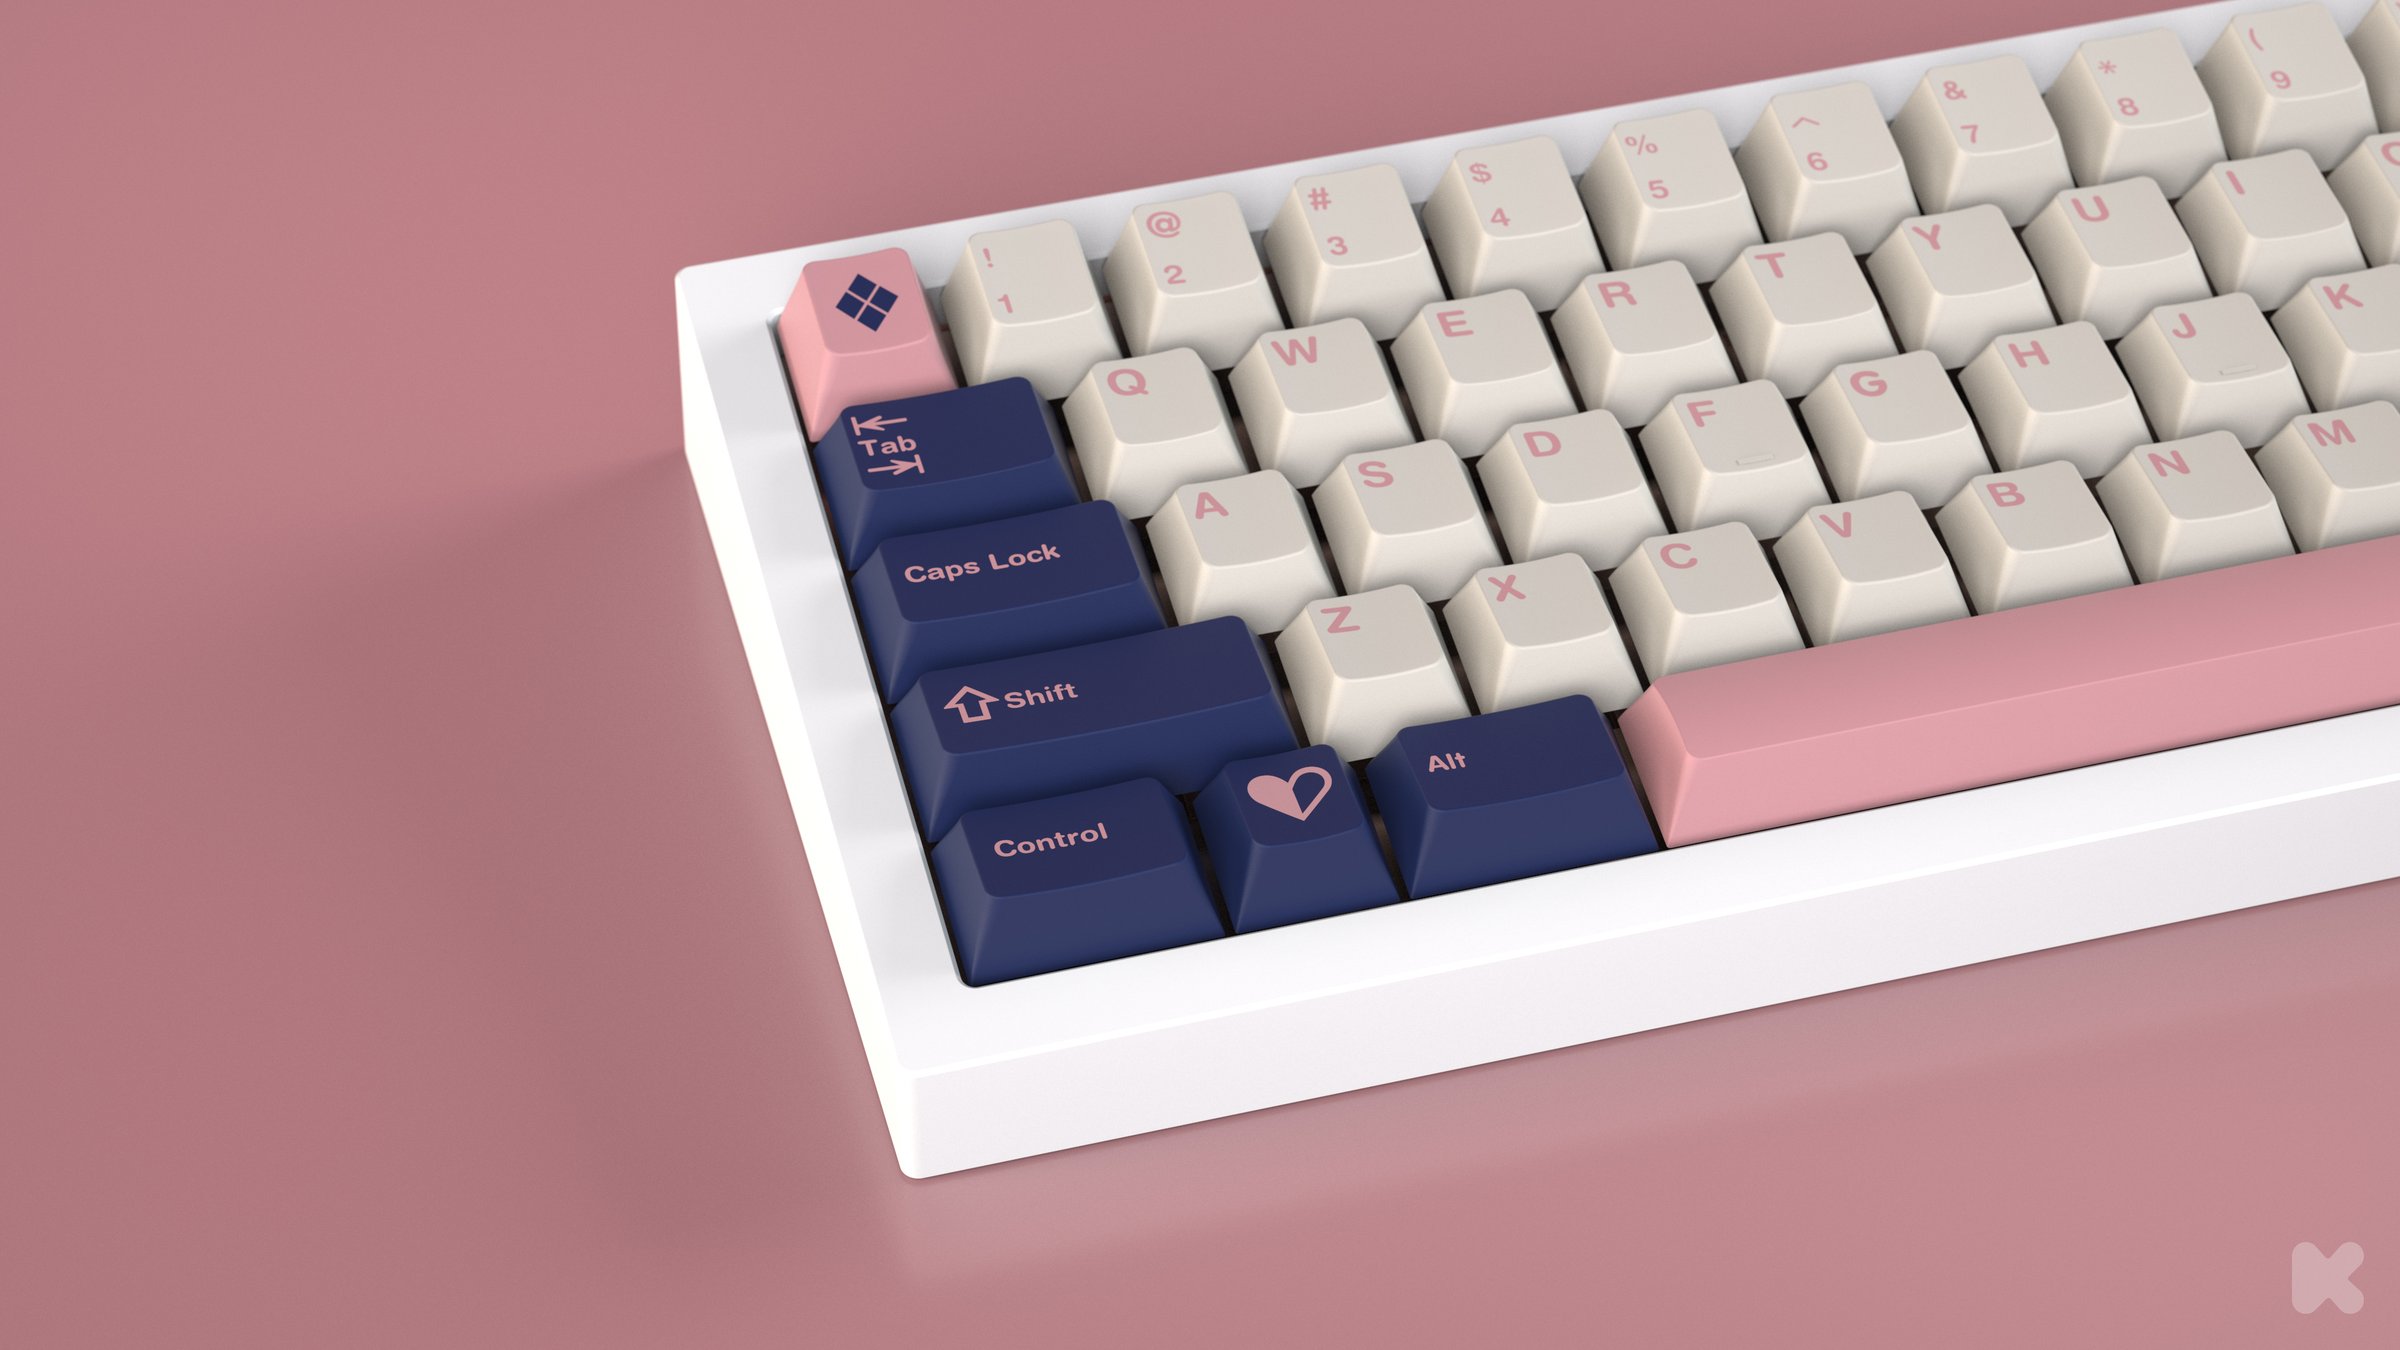 ! @ # $ % ^ & * (
1 2 3 4 5 6 7 8 9
Tab
Q W E R T Y U I
Caps Lock
A S D F G H J K
Shift
Z X C V B N M
Control
Alt
K